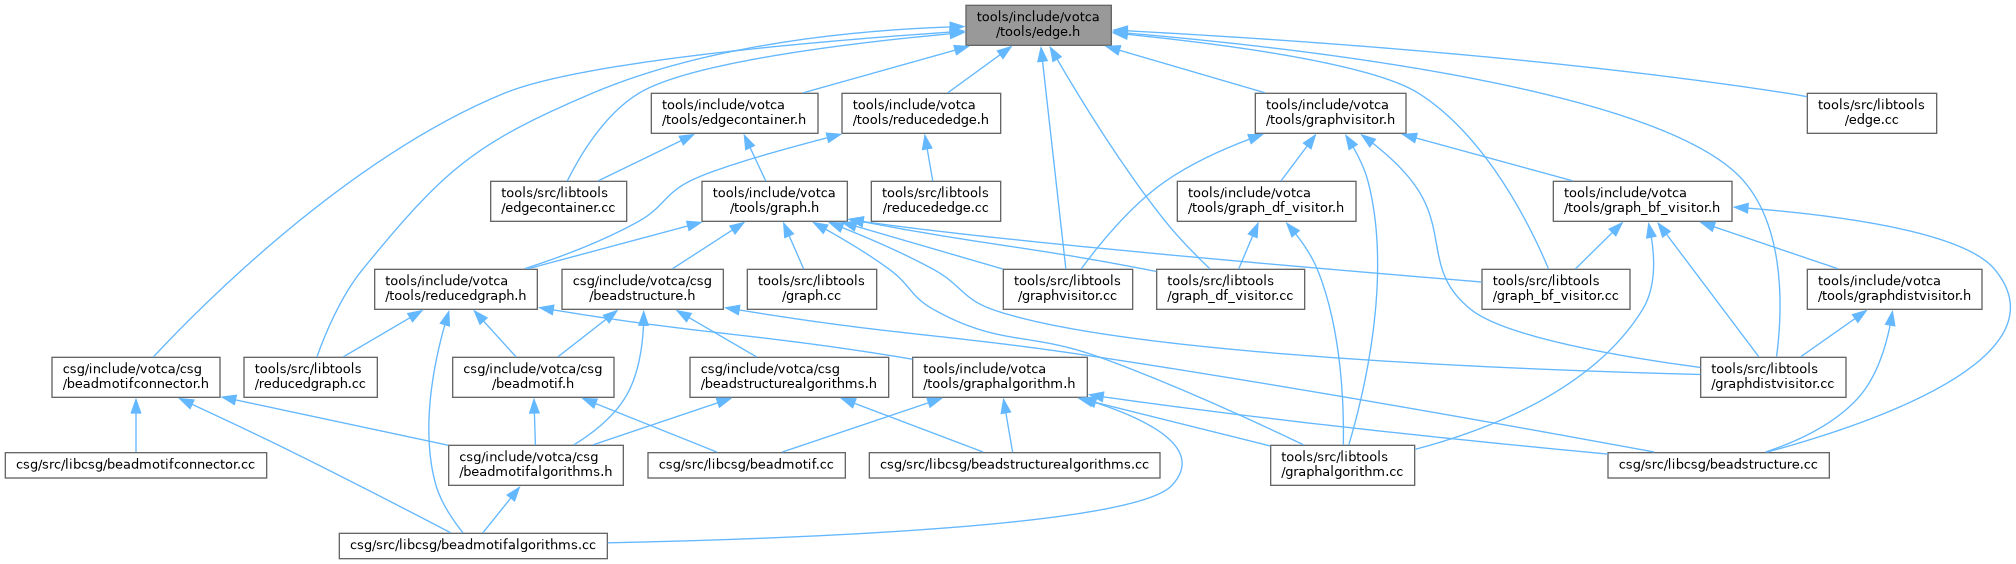 tools/include/votca
/tools/edge.h
tools/include/votca
/tools/edgecontainer.h
tools/include/votca
/tools/reducededge.h
tools/include/votca
/tools/graphvisitor.h
tools/src/libtools
/edge.cc
tools/src/libtools
/edgecontainer.cc
tools/include/votca
/tools/graph.h
tools/src/libtools
/reducededge.cc
tools/include/votca
/tools/graph_df_visitor.h
tools/include/votca
/tools/graph_bf_visitor.h
tools/include/votca
/tools/reducedgraph.h
csg/include/votca/csg
/beadstructure.h
tools/src/libtools
/graph.cc
tools/src/libtools
/graphvisitor.cc
tools/src/libtools
/graph_df_visitor.cc
tools/src/libtools
/graph_bf_visitor.cc
tools/include/votca
/tools/graphdistvisitor.h
csg/include/votca/csg
/beadmotifconnector.h
tools/src/libtools
/reducedgraph.cc
csg/include/votca/csg
/beadmotif.h
csg/include/votca/csg
/beadstructurealgorithms.h
tools/include/votca
/tools/graphalgorithm.h
tools/src/libtools
/graphdistvisitor.cc
csg/src/libcsg/beadmotifconnector.cc
csg/include/votca/csg
/beadmotifalgorithms.h
csg/src/libcsg/beadmotif.cc
csg/src/libcsg/beadstructurealgorithms.cc
tools/src/libtools
/graphalgorithm.cc
csg/src/libcsg/beadstructure.cc
csg/src/libcsg/beadmotifalgorithms.cc